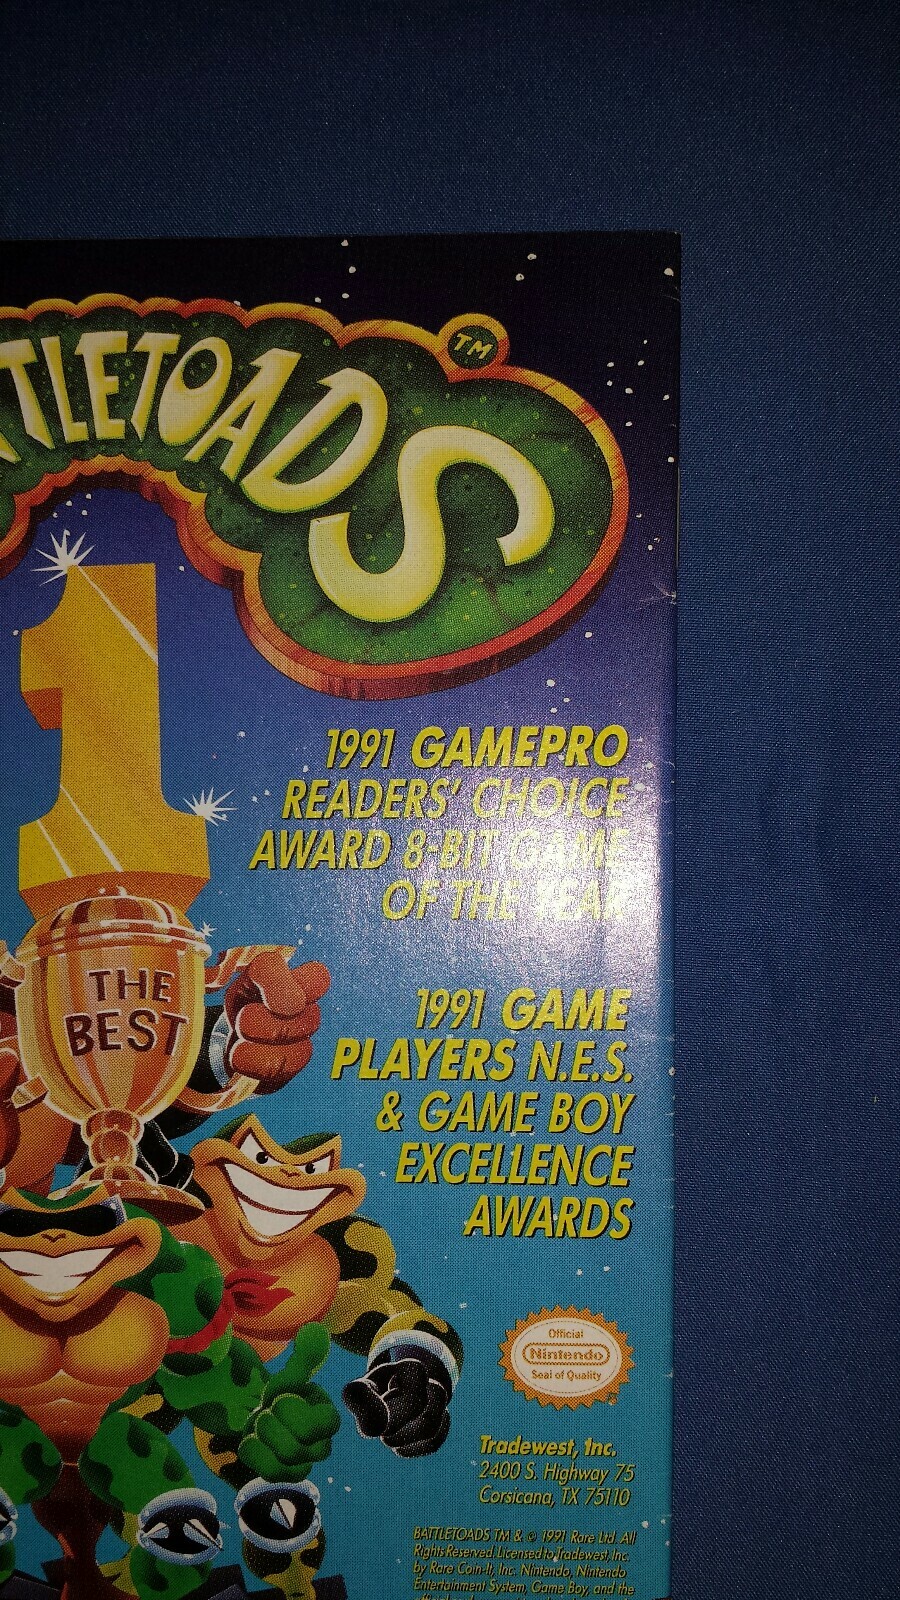 TTLETOADS
TM
1
THE
BEST
1991 GAMEPRO
READERS' CHOICE
AWARD 8-BIT GAME
OF THE YEAR
1991 GAME
PLAYERS N.E.S.
& GAME BOY
EXCELLENCE
AWARDS
Official
Nintendo
Seal of Quality
Tradewest, Inc.
2400 S. Highway 75
Corsicana, TX 75110
BATTLETOADS TM & © 1991 Rare Ltd. All
Rights Reserved. Licensed to Tradewest, Inc.
by Rare Coin-It, Inc. Nintendo, Nintendo
Entertainment System, Game Boy, and the